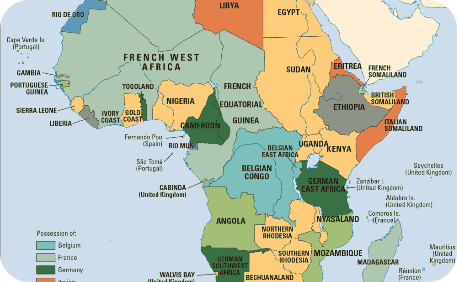 LIBYA
EGYPT
RIO DE ORO
Cape Verde Is.
(Portugal)
FRENCH WEST
AFRICA
GAMBIA
PORTUGUESE
GUINEA
SIERRA LEONE
LIBERIA
IVORY
COAST
GOLD
COAST
TOGOLAND
NIGERIA
CAMEROON
Fernando Poo
(Spain)
RIO MUNI
São Tomé
(Portugal)
FRENCH
EQUATORIAL
GUINEA
SUDAN
ERITREA
FRENCH
SOMALILAND
BRITISH
SOMALILAND
ETHIOPIA
ITALIAN
SOMALILAND
UGANDA
KENYA
BELGIAN
EAST AFRICA
BELGIAN
CONGO
GERMAN
EAST AFRICA
Zanzibar
(United Kingdom)
Seychelles
(United Kingdom)
Aldabra Is.
(United Kingdom)
Comoros Is.
(France)
CABINDA
(United Kingdom)
ANGOLA
NYASALAND
NORTHERN
RHODESIA
SOUTHERN
RHODESIA
MOZAMBIQUE
MADAGASCAR
Mauritius
(United
Kingdom)
Réunion
(France)
GERMAN
SOUTHWEST
AFRICA
WALVIS BAY
(United Kingdom)
BECHUANALAND
Possession of:
Belgium
France
Germany